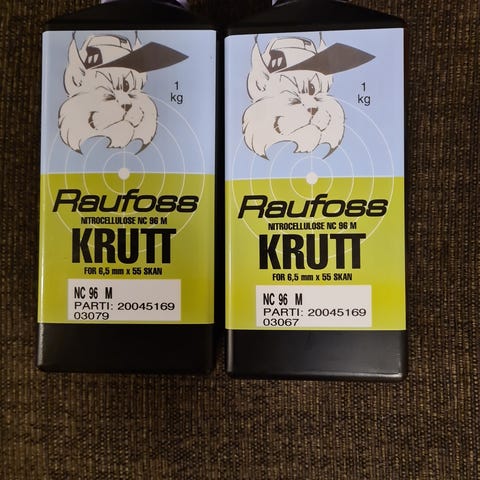 1
kg
Raufoss
NITROCELLULOSE NC 96 M
KRUTT
FOR 6,5 mm x 55 SKAN
NC 96 M
PARTI: 20045169
03079
1
kg
Raufoss
NITROCELLULOSE NC 96 M
KRUTT
FOR 6,5 mm x 55 SKAN
NC 96 M
PARTI: 20045169
03067